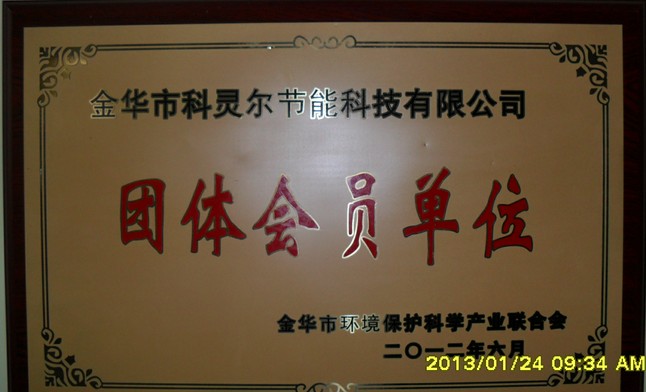 金华市科灵尔节能科技有限公司
团体会员单位
金华市环境保护科学产业联合会
二〇一二年六月
2013/01/24 09:34 AM